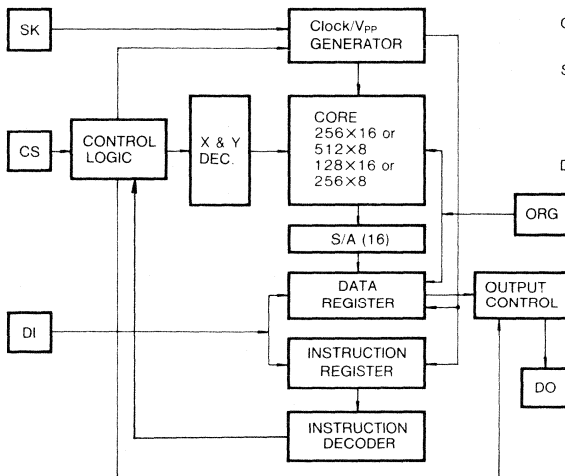 SK
Clock/VPP
GENERATOR
CS
CONTROL
LOGIC
X & Y
DEC.
CORE
256×16 or
512×8
128×16 or
256×8
ORG
S/A (16)
DATA
REGISTER
OUTPUT
CONTROL
DI
INSTRUCTION
REGISTER
DO
INSTRUCTION
DECODER